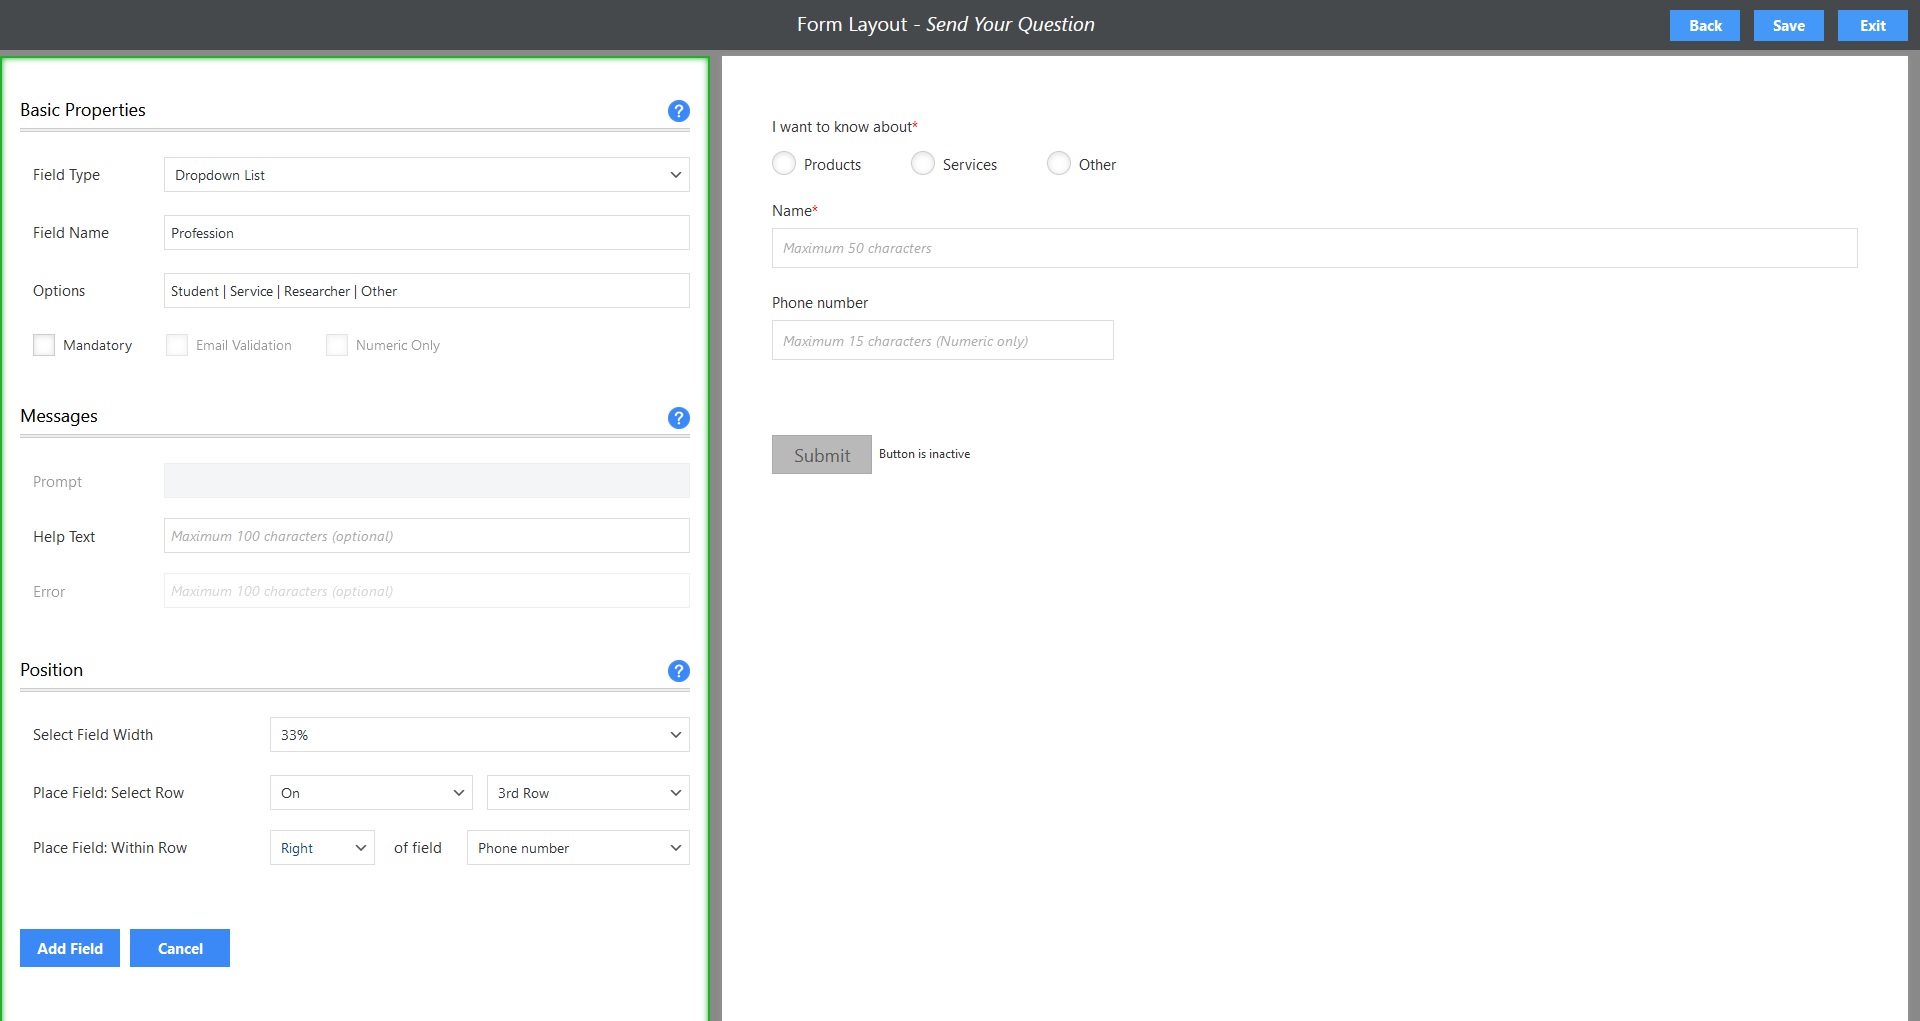 Form Layout - Send Your Question
Back
Save
Exit
Basic Properties
?
Field Type
Dropdown List
Field Name
Profession
Options
Student | Service | Researcher | Other
Mandatory
Email Validation
Numeric Only
Messages
?
Prompt
Help Text
Maximum 100 characters (optional)
Error
Maximum 100 characters (optional)
Position
?
Select Field Width
33%
Place Field: Select Row
On
3rd Row
Place Field: Within Row
Right
of field
Phone number
Add Field
Cancel
I want to know about*
Products
Services
Other
Name*
Maximum 50 characters
Phone number
Maximum 15 characters (Numeric only)
Submit
Button is inactive